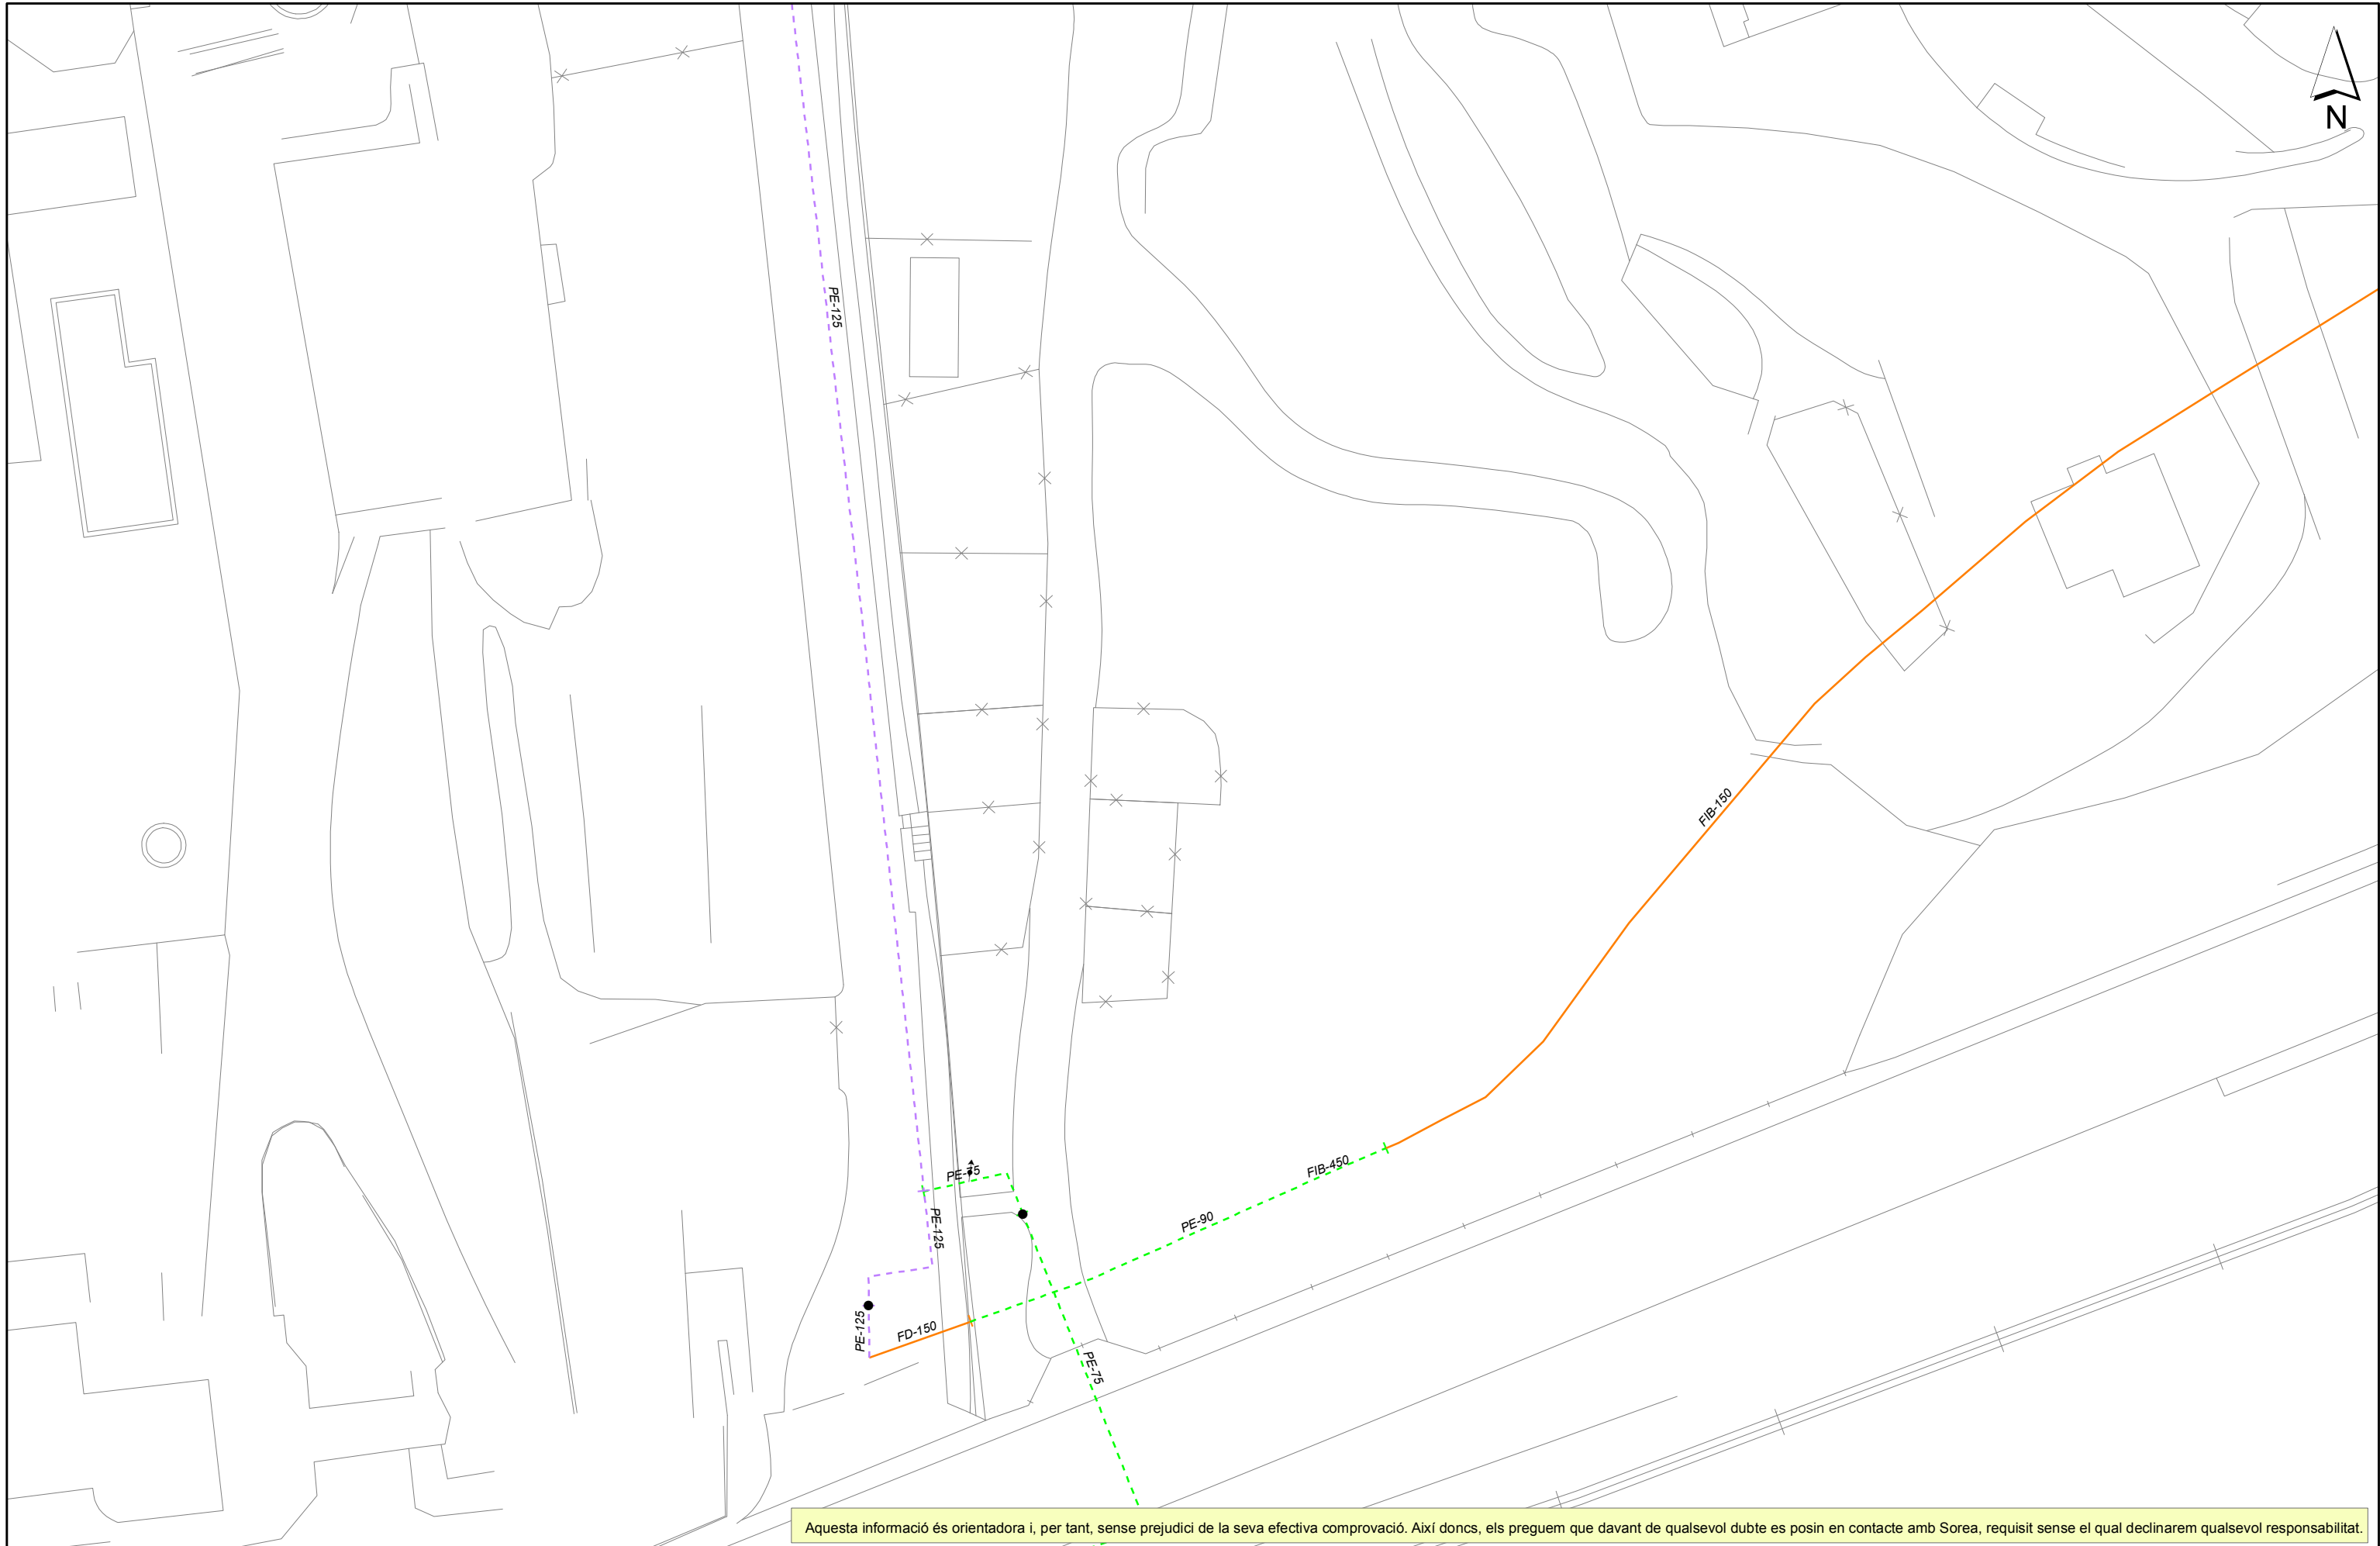 N
PE-125
FIB-150
PE-75
FIB-450
PE-125
PE-90
PE-125
FD-150
PE-75
Aquesta informació és orientadora i, per tant, sense prejudici de la seva efectiva comprovació. Així doncs, els preguem que davant de qualsevol dubte es posin en contacte amb Sorea, requisit sense el qual declinarem qualsevol responsabilitat.